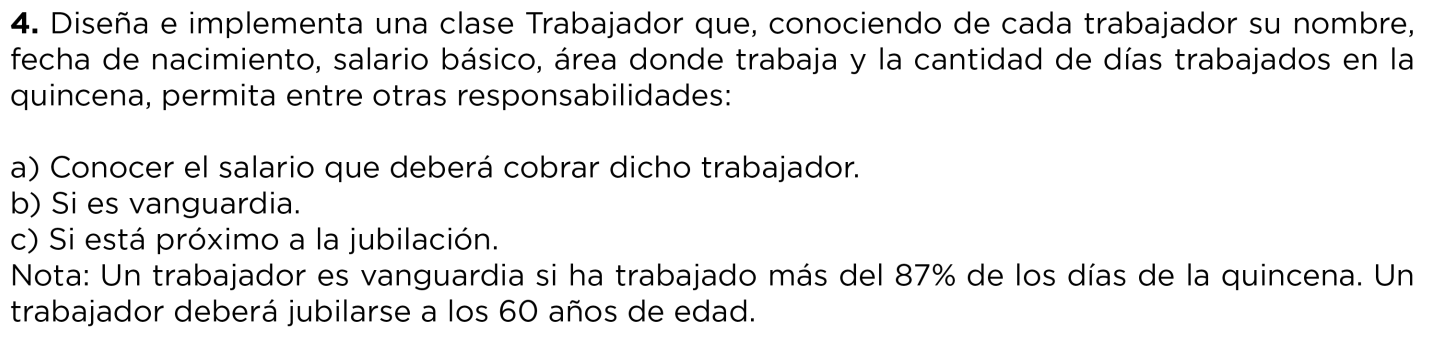 4. Diseña e implementa una clase Trabajador que, conociendo de cada trabajador su nombre,
fecha de nacimiento, salario básico, área donde trabaja y la cantidad de días trabajados en la
quincena, permita entre otras responsabilidades:
a) Conocer el salario que deberá cobrar dicho trabajador.
b) Si es vanguardia.
c) Si está próximo a la jubilación.
Nota: Un trabajador es vanguardia si ha trabajado más del 87% de los días de la quincena. Un
trabajador deberá jubilarse a los 60 años de edad.